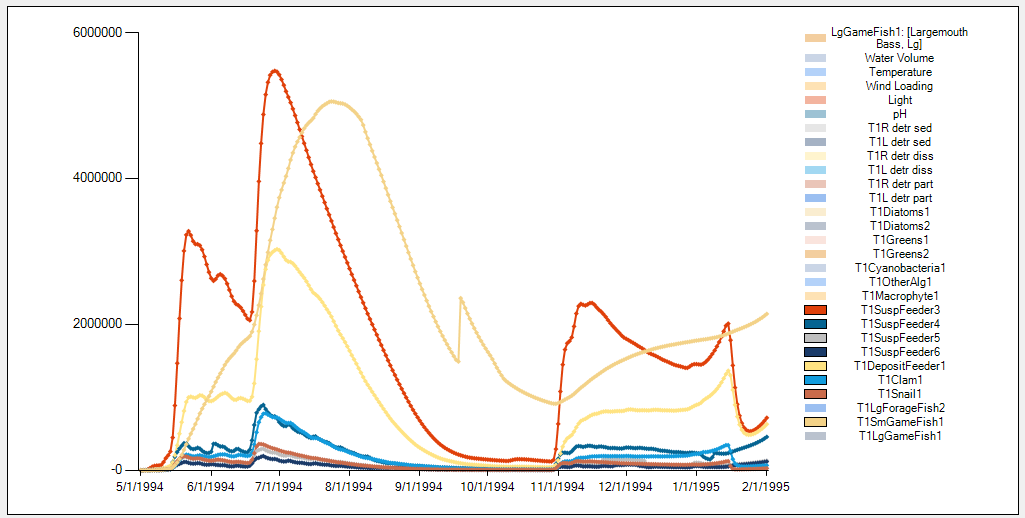 6000000
4000000
2000000
-0
5/1/1994
6/1/1994
7/1/1994
8/1/1994
9/1/1994
10/1/1994
11/1/1994
12/1/1994
1/1/1995
2/1/1995
LgGameFish1: [Largemouth
Bass, Lg]
Water Volume
Temperature
Wind Loading
Light
pH
T1R detr sed
T1L detr sed
T1R detr diss
T1L detr diss
T1R detr part
T1L detr part
T1Diatoms1
T1Diatoms2
T1Greens1
T1Greens2
T1Cyanobacteria1
T1OtherAlg1
T1Macrophyte1
T1SuspFeeder3
T1SuspFeeder4
T1SuspFeeder5
T1SuspFeeder6
T1DepositFeeder1
T1Clam1
T1Snail1
T1LgForageFish2
T1SmGameFish1
T1LgGameFish1